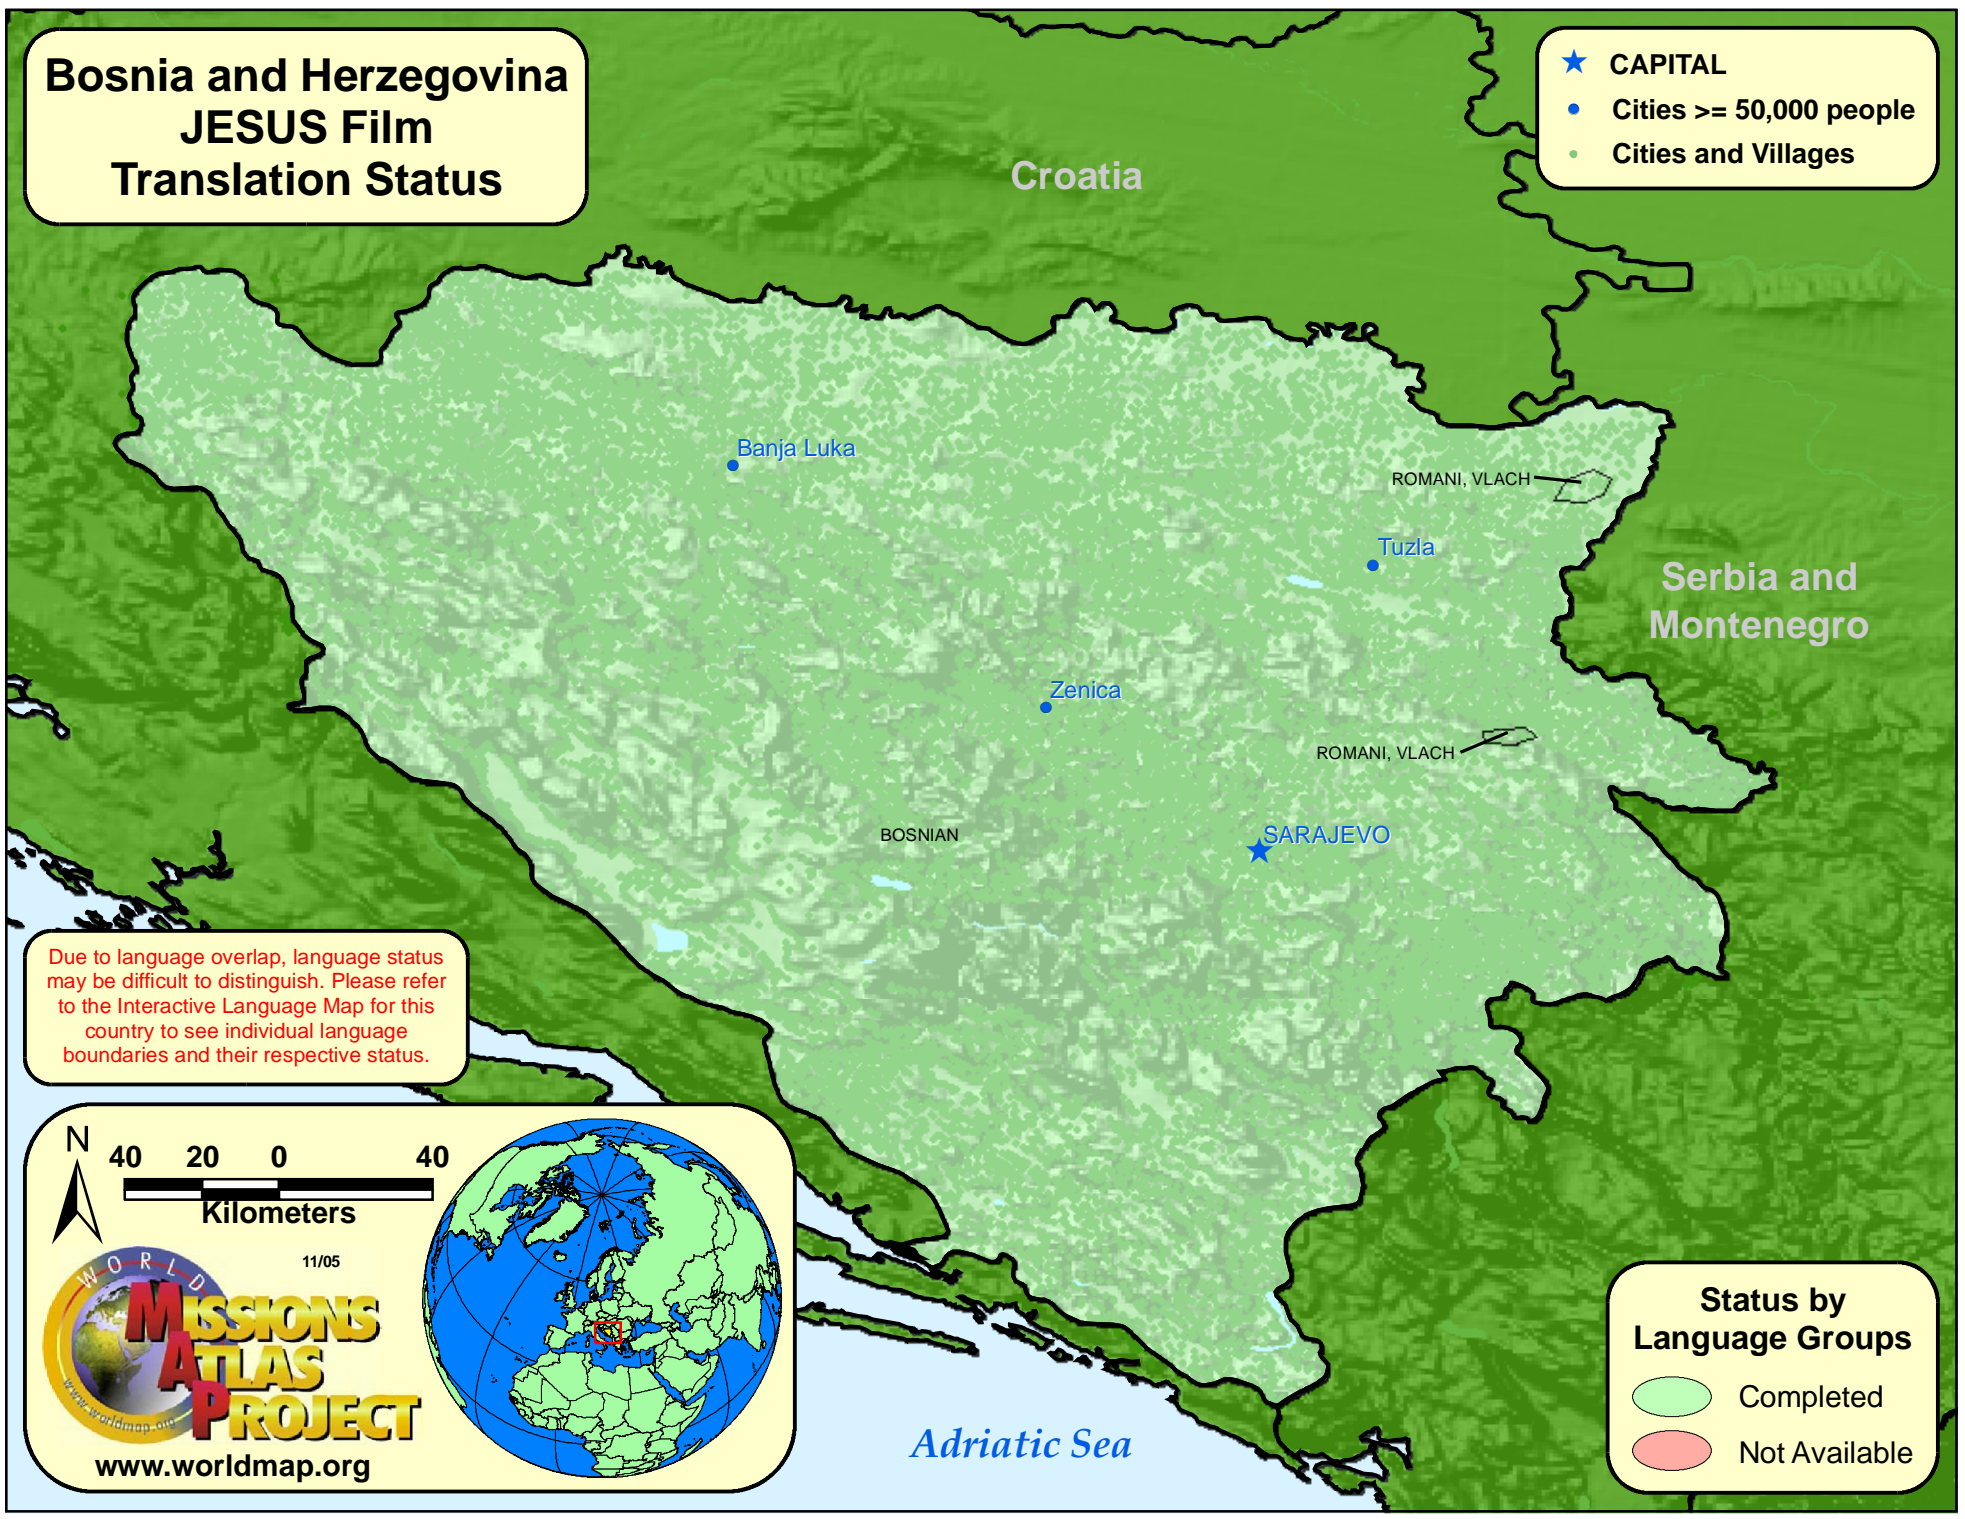 Bosnia and Herzegovina
JESUS Film
Translation Status
CAPITAL
Cities >= 50,000 people
Cities and Villages
Croatia
Banja Luka
ROMANI, VLACH
Tuzla
Serbia and
Montenegro
Zenica
ROMANI, VLACH
BOSNIAN
SARAJEVO
Due to language overlap, language status
may be difficult to distinguish. Please refer
to the Interactive Language Map for this
country to see individual language
boundaries and their respective status.
N
40 20 0 40
Kilometers
11/05
WORLD
MISSIONS
ATLAS
PROJECT
www.worldmap.org
www.worldmap.org
Adriatic Sea
Status by
Language Groups
Completed
Not Available